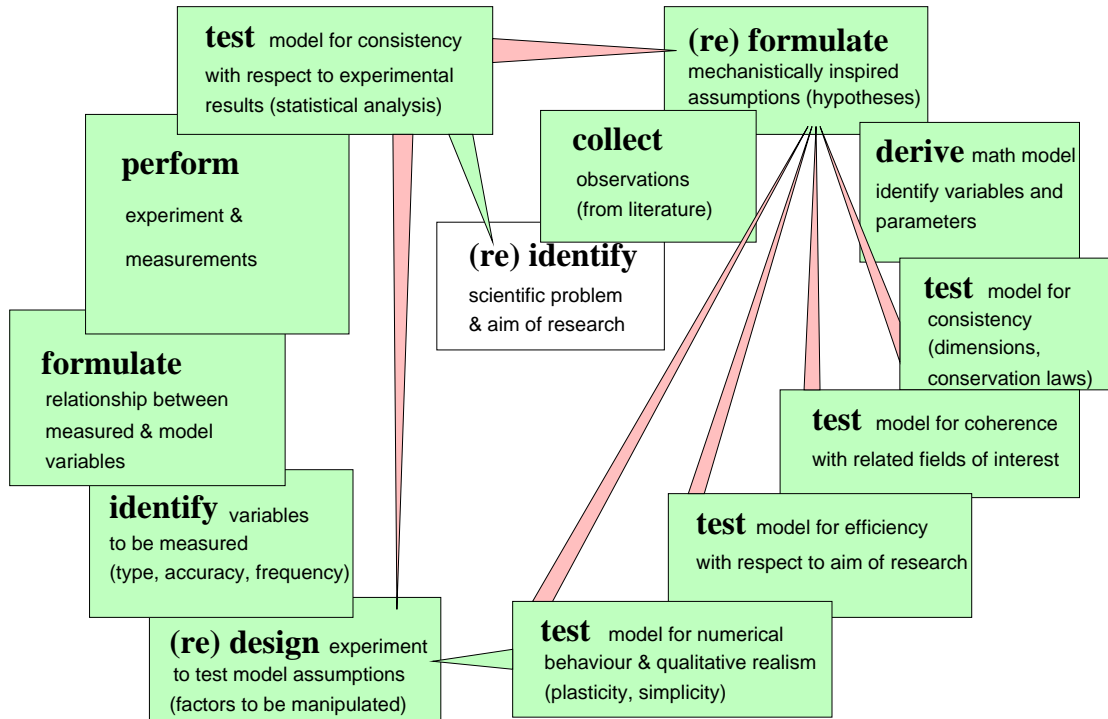 test model for consistency
with respect to experimental
results (statistical analysis)
(re) formulate
mechanistically inspired
assumptions (hypotheses)
perform
experiment &
measurements
collect
observations
(from literature)
derive math model
identify variables and
parameters
(re) identify
scientific problem
& aim of research
test model for
consistency
(dimensions,
conservation laws)
formulate
relationship between
measured & model
variables
test model for coherence
with related fields of interest
identify variables
to be measured
(type, accuracy, frequency)
test model for efficiency
with respect to aim of research
(re) design experiment
to test model assumptions
(factors to be manipulated)
test model for numerical
behaviour & qualitative realism
(plasticity, simplicity)